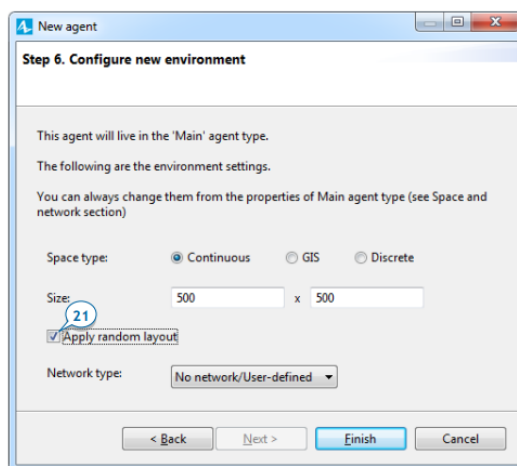 New agent
Step 6. Configure new environment
This agent will live in the 'Main' agent type.
The following are the environment settings.
You can always change them from the properties of Main agent type (see Space and
network section)
Space type: Continuous GIS Discrete
Size: 500 x 500
21
Apply random layout
Network type: No network/User-defined
< Back Next > Finish Cancel